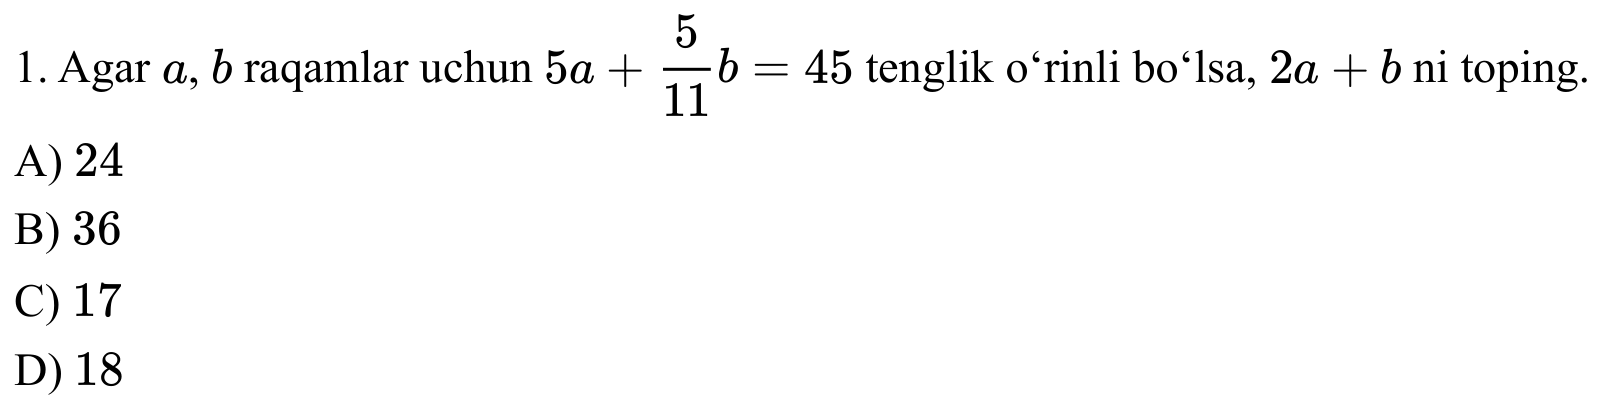 1. Agar a, b raqamlar uchun 5a + \frac{5}{11}b = 45 tenglik o‘rinli bo‘lsa, 2a + b ni toping.
A) 24
B) 36
C) 17
D) 18